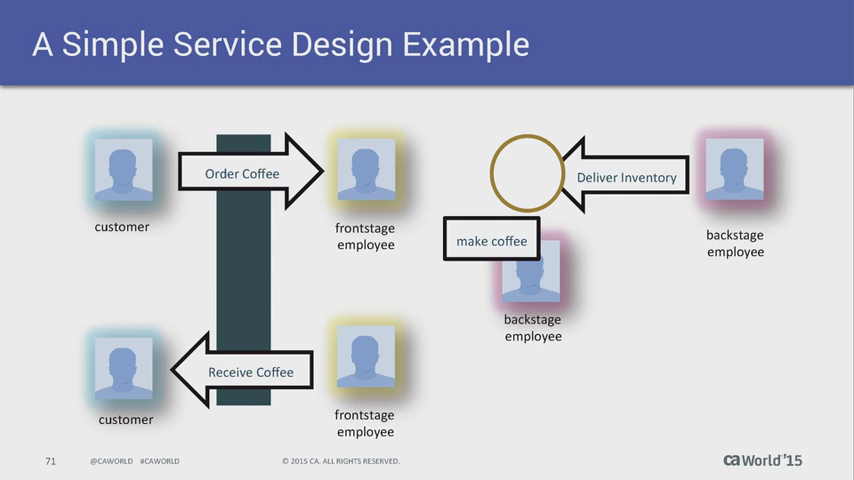 A Simple Service Design Example
Order Coffee
Deliver Inventory
customer
frontstage
employee
backstage
employee
make coffee
backstage
employee
Receive Coffee
customer
frontstage
employee
71
@CAWORLD #CAWORLD
© 2015 CA. ALL RIGHTS RESERVED.
ca World '15